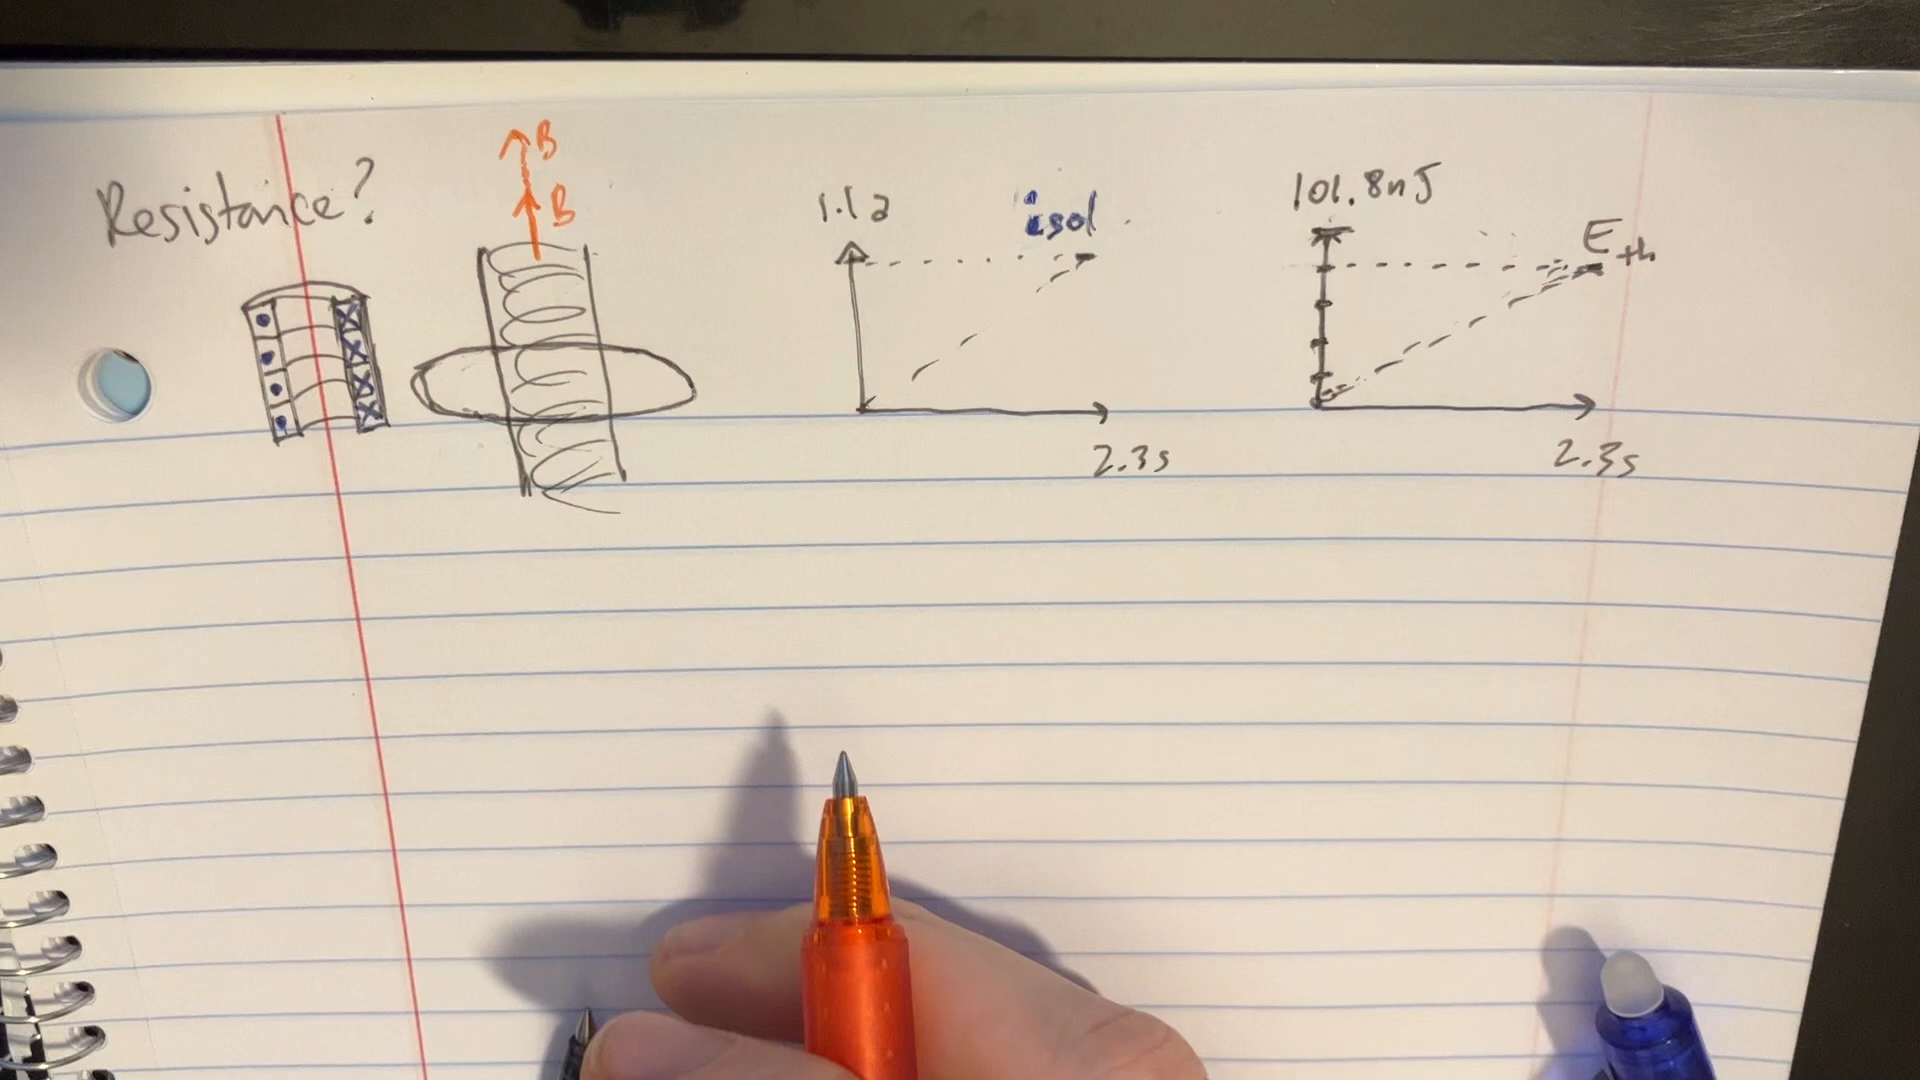 Resistance?
B
B
1.1a
isol
2.3s
101.8nJ
Eth
2.3s